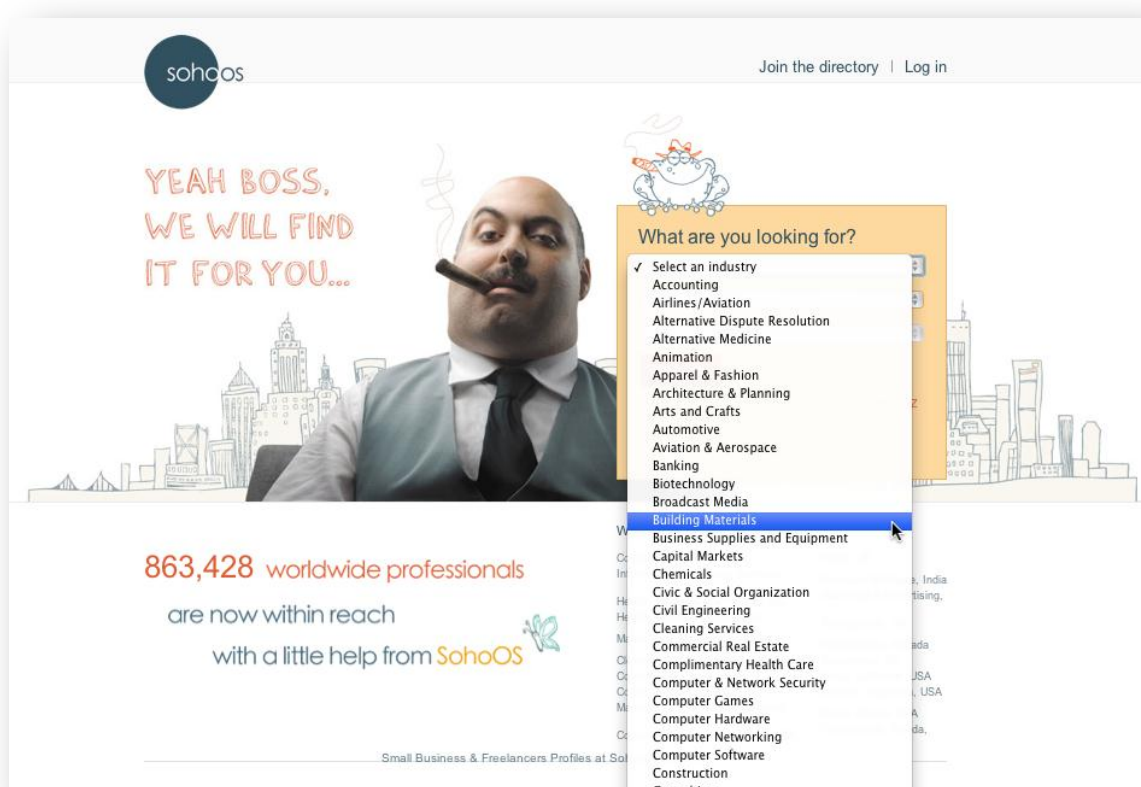 sohoos
Join the directory | Log in
YEAH BOSS,
WE WILL FIND
IT FOR YOU...
What are you looking for?
✓ Select an industry
Accounting
Airlines/Aviation
Alternative Dispute Resolution
Alternative Medicine
Animation
Apparel & Fashion
Architecture & Planning
Arts and Crafts
Automotive
Aviation & Aerospace
Banking
Biotechnology
Broadcast Media
Building Materials
Business Supplies and Equipment
Capital Markets
Chemicals
Civic & Social Organization
Civil Engineering
Cleaning Services
Commercial Real Estate
Complimentary Health Care
Computer & Network Security
Computer Games
Computer Hardware
Computer Networking
Computer Software
Construction
863,428 worldwide professionals
are now within reach
with a little help from SohoOS
India
USA
USA
Small Business & Freelancers Profiles at